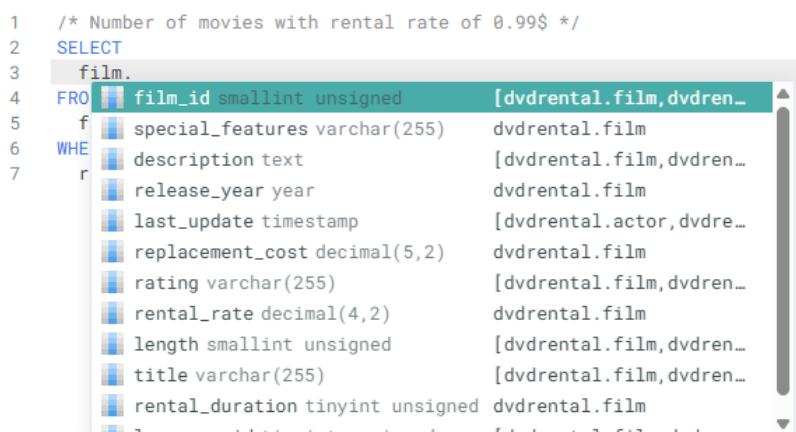 1 /* Number of movies with rental rate of 0.99$ */
2 SELECT
3 film.
4 FRO film_id smallint unsigned [dvdrental.film,dvdren…
5 f special_features varchar(255) dvdrental.film
6 WHE description text [dvdrental.film,dvdren…
7 r release_year year dvdrental.film
last_update timestamp [dvdrental.actor,dvdre…
replacement_cost decimal(5,2) dvdrental.film
rating varchar(255) [dvdrental.film,dvdren…
rental_rate decimal(4,2) dvdrental.film
length smallint unsigned [dvdrental.film,dvdren…
title varchar(255) [dvdrental.film,dvdren…
rental_duration tinyint unsigned dvdrental.film